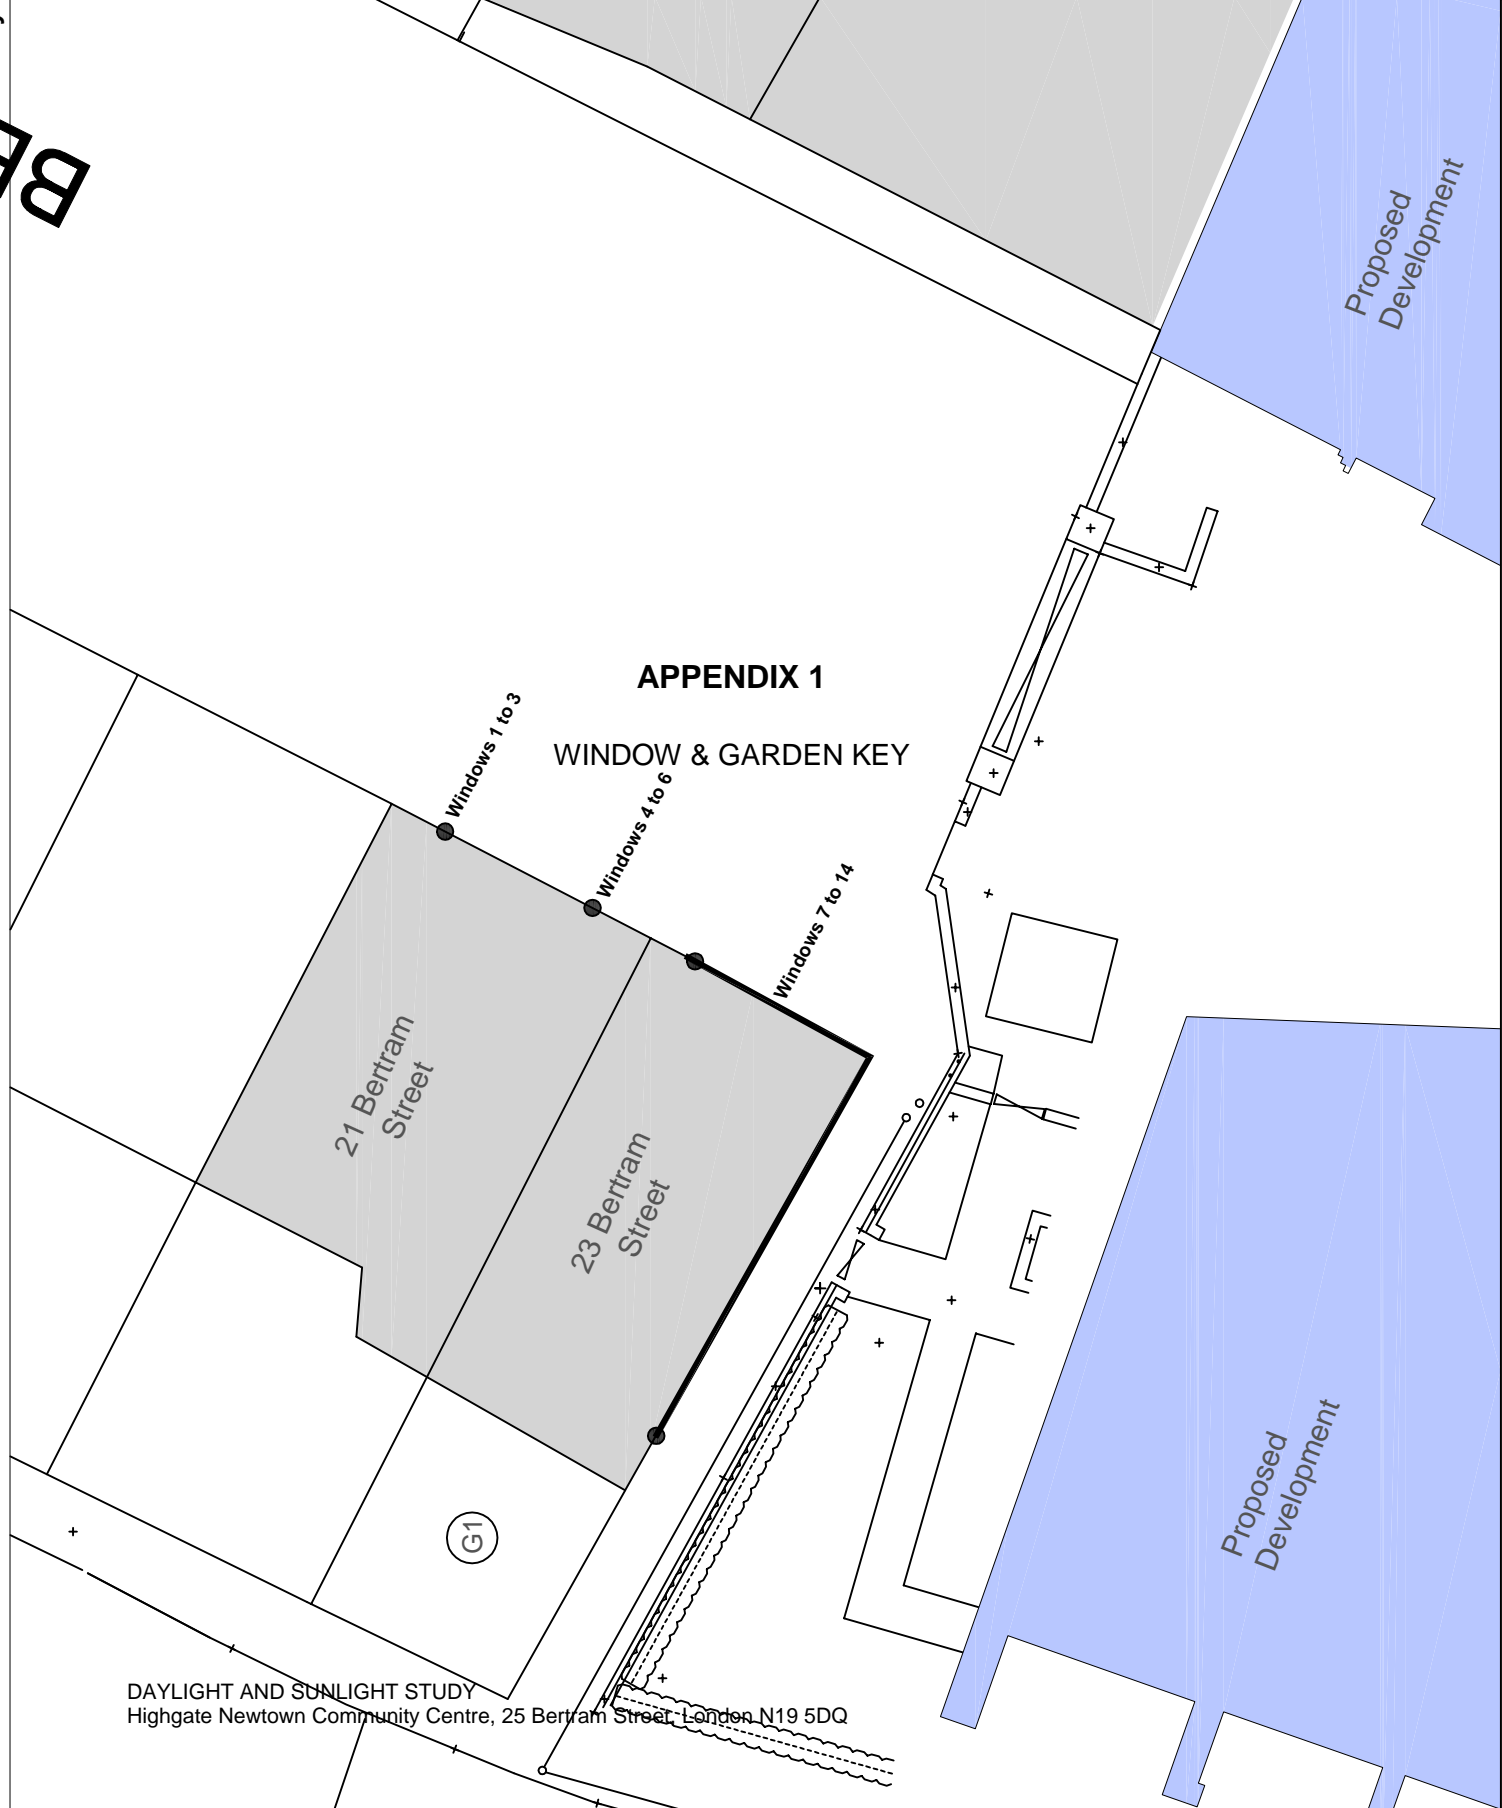 BE
Proposed
Development
APPENDIX 1
WINDOW & GARDEN KEY
Windows 1 to 3
Windows 4 to 6
Windows 7 to 14
21 Bertram
Street
23 Bertram
Street
G1
Proposed
Development
DAYLIGHT AND SUNLIGHT STUDY
Highgate Newtown Community Centre, 25 Bertram Street, London N19 5DQ